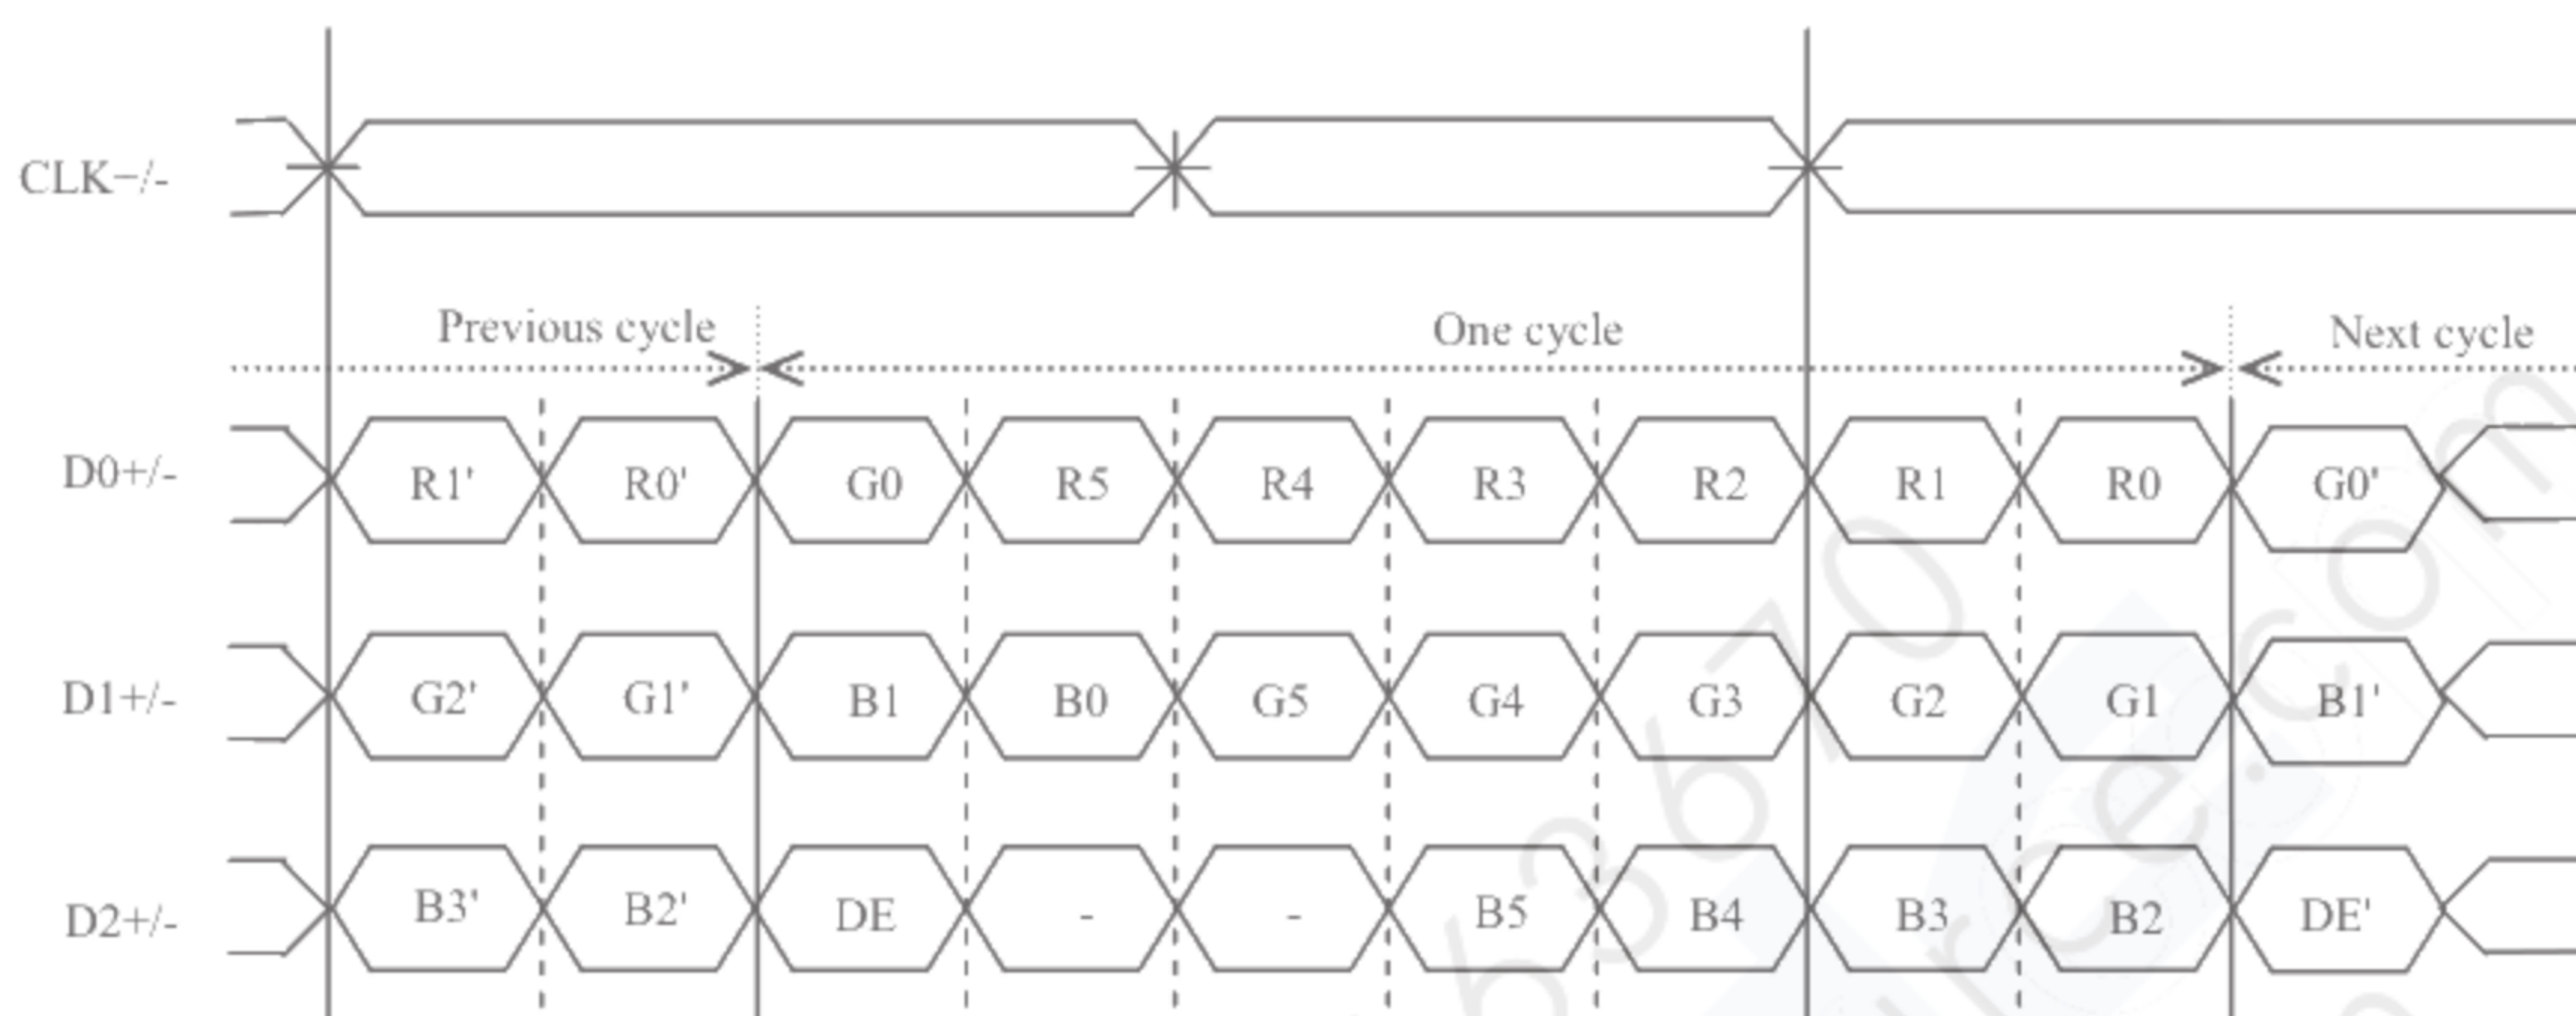 CLK−/-
Previous cycle One cycle Next cycle
D0+/- R1' R0' G0 R5 R4 R3 R2 R1 R0 G0'
D1+/- G2' G1' B1 B0 G5 G4 G3 G2 G1 B1'
D2+/- B3' B2' DE - - B5 B4 B3 B2 DE'